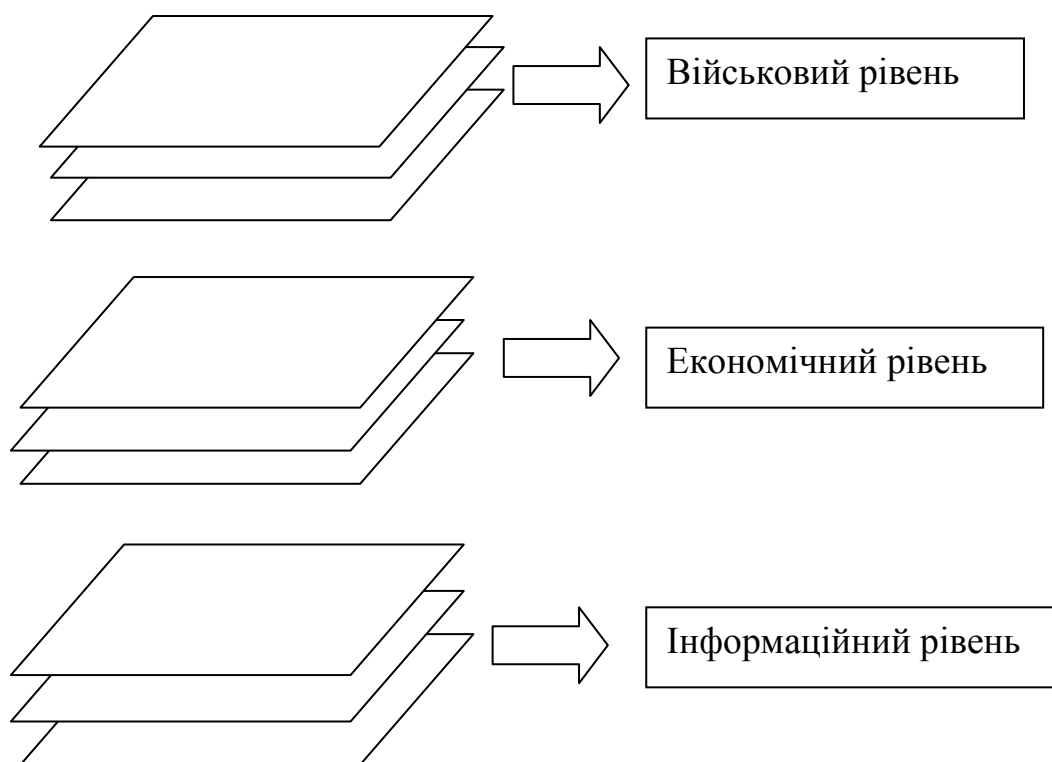 Військовий рівень
Економічний рівень
Інформаційний рівень